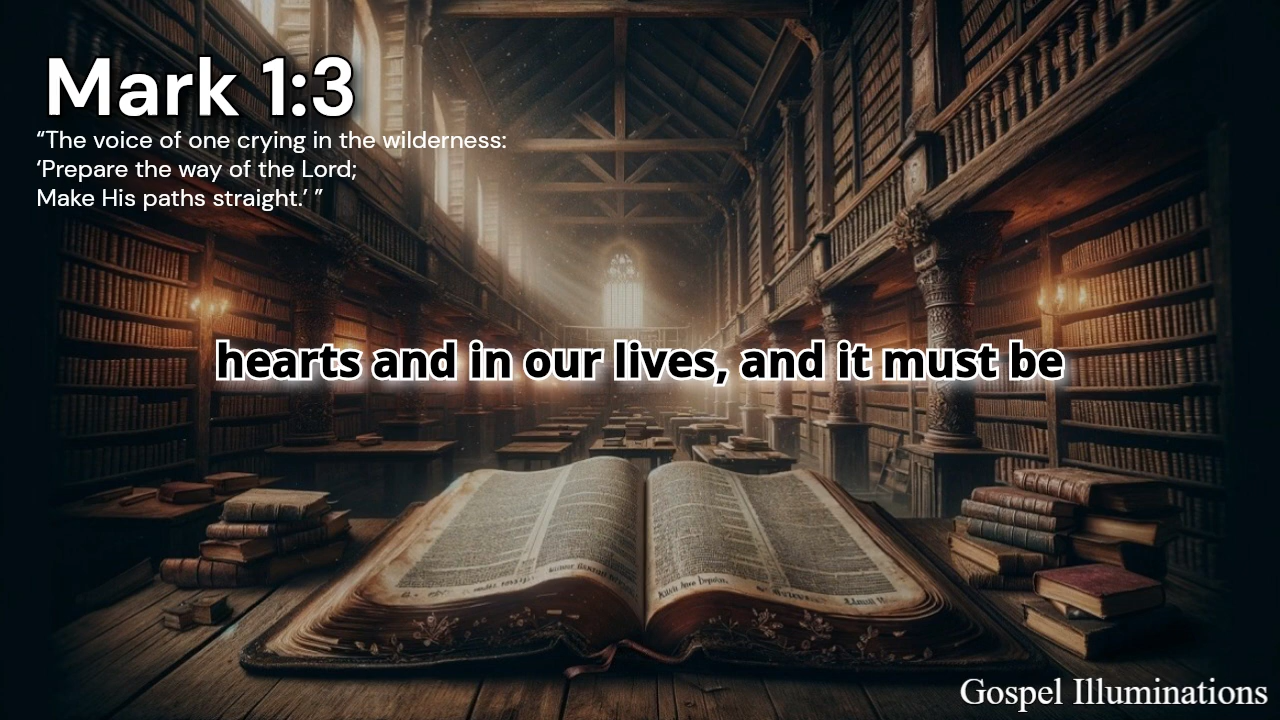 Mark 1:3
“The voice of one crying in the wilderness:
‘Prepare the way of the Lord;
Make His paths straight.’ ”
hearts and in our lives, and it must be
Gospel Illuminations